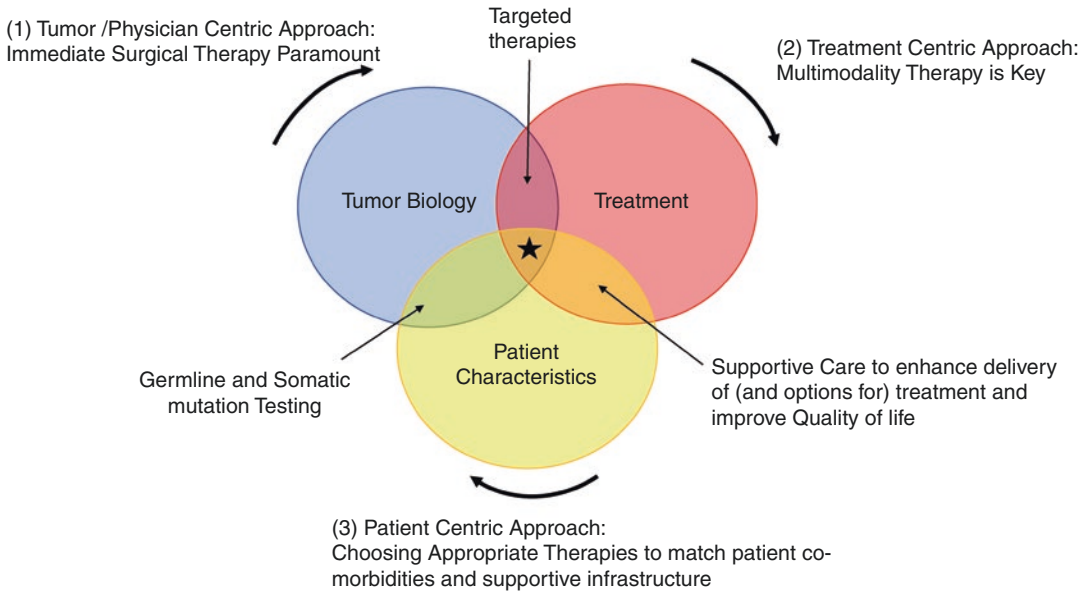 (1) Tumor /Physician Centric Approach:
Immediate Surgical Therapy Paramount
Targeted
therapies
(2) Treatment Centric Approach:
Multimodality Therapy is Key
Tumor Biology
Treatment
Patient
Characteristics
Germline and Somatic
mutation Testing
Supportive Care to enhance delivery
of (and options for) treatment and
improve Quality of life
(3) Patient Centric Approach:
Choosing Appropriate Therapies to match patient co-
morbidities and supportive infrastructure